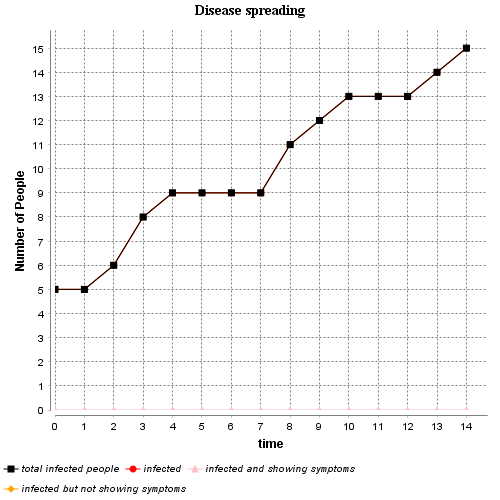 Disease spreading
Number of People
15
14
13
12
11
10
9
8
7
6
5
4
3
2
1
0
0 1 2 3 4 5 6 7 8 9 10 11 12 13 14
time
total infected people infected infected and showing symptoms
infected but not showing symptoms